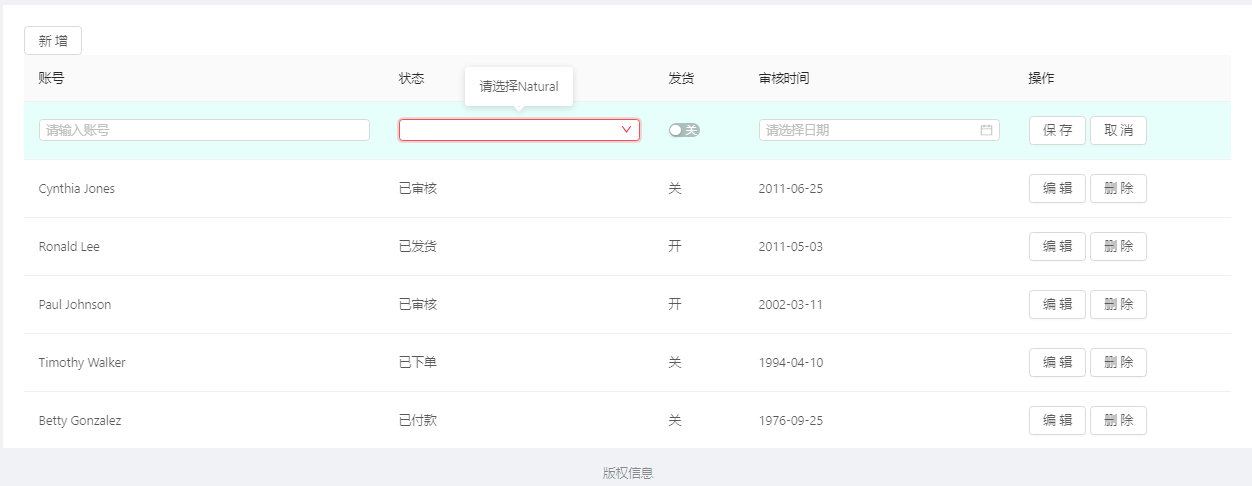 新 增
账号 状态 发货 审核时间 操作
请选择Natural
请输入账号 关 请选择日期 保 存 取 消
Cynthia Jones 已审核 关 2011-06-25 编 辑 删 除
Ronald Lee 已发货 开 2011-05-03 编 辑 删 除
Paul Johnson 已审核 开 2002-03-11 编 辑 删 除
Timothy Walker 已下单 关 1994-04-10 编 辑 删 除
Betty Gonzalez 已付款 关 1976-09-25 编 辑 删 除
版权信息